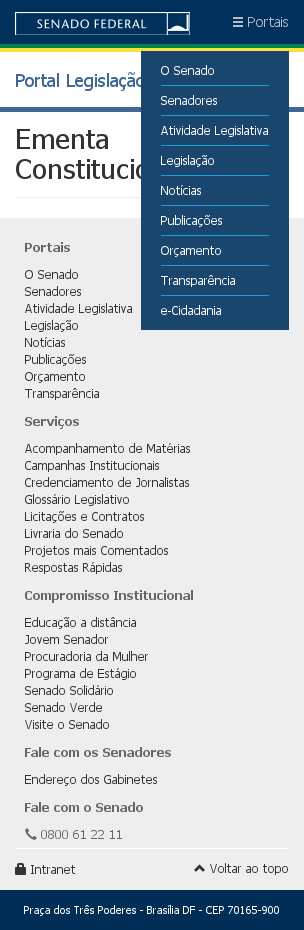 SENADO FEDERAL
Portais
Portal Legislação
O Senado
Senadores
Atividade Legislativa
Legislação
Notícias
Publicações
Orçamento
Transparência
e-Cidadania
Ementa
Constituci
Portais
O Senado
Senadores
Atividade Legislativa
Legislação
Notícias
Publicações
Orçamento
Transparência
Serviços
Acompanhamento de Matérias
Campanhas Institucionais
Credenciamento de Jornalistas
Glossário Legislativo
Licitações e Contratos
Livraria do Senado
Projetos mais Comentados
Respostas Rápidas
Compromisso Institucional
Educação a distância
Jovem Senador
Procuradoria da Mulher
Programa de Estágio
Senado Solidário
Senado Verde
Visite o Senado
Fale com os Senadores
Endereço dos Gabinetes
Fale com o Senado
0800 61 22 11
Intranet
Voltar ao topo
Praça dos Três Poderes - Brasília DF - CEP 70165-900